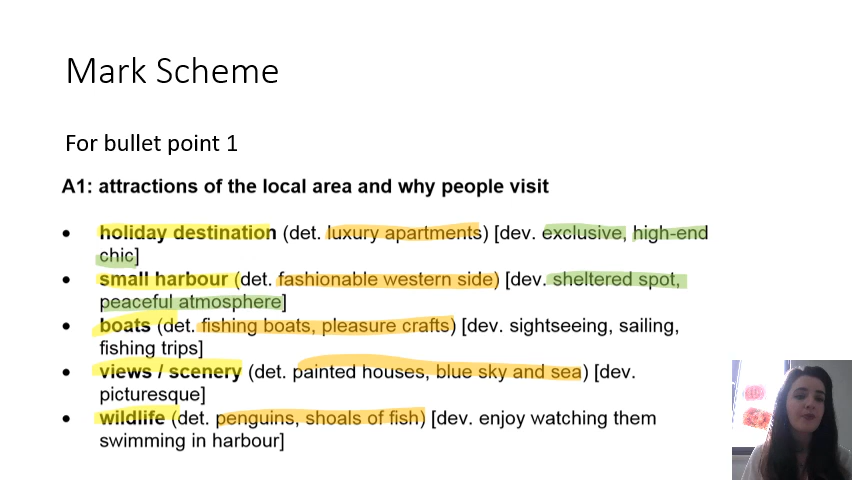 Mark Scheme
For bullet point 1
A1: attractions of the local area and why people visit
• holiday destination (det. luxury apartments) [dev. exclusive, high-end
chic]
• small harbour (det. fashionable western side) [dev. sheltered spot,
peaceful atmosphere]
• boats (det. fishing boats, pleasure crafts) [dev. sightseeing, sailing,
fishing trips]
• views / scenery (det. painted houses, blue sky and sea) [dev.
picturesque]
• wildlife (det. penguins, shoals of fish) [dev. enjoy watching them
swimming in harbour]